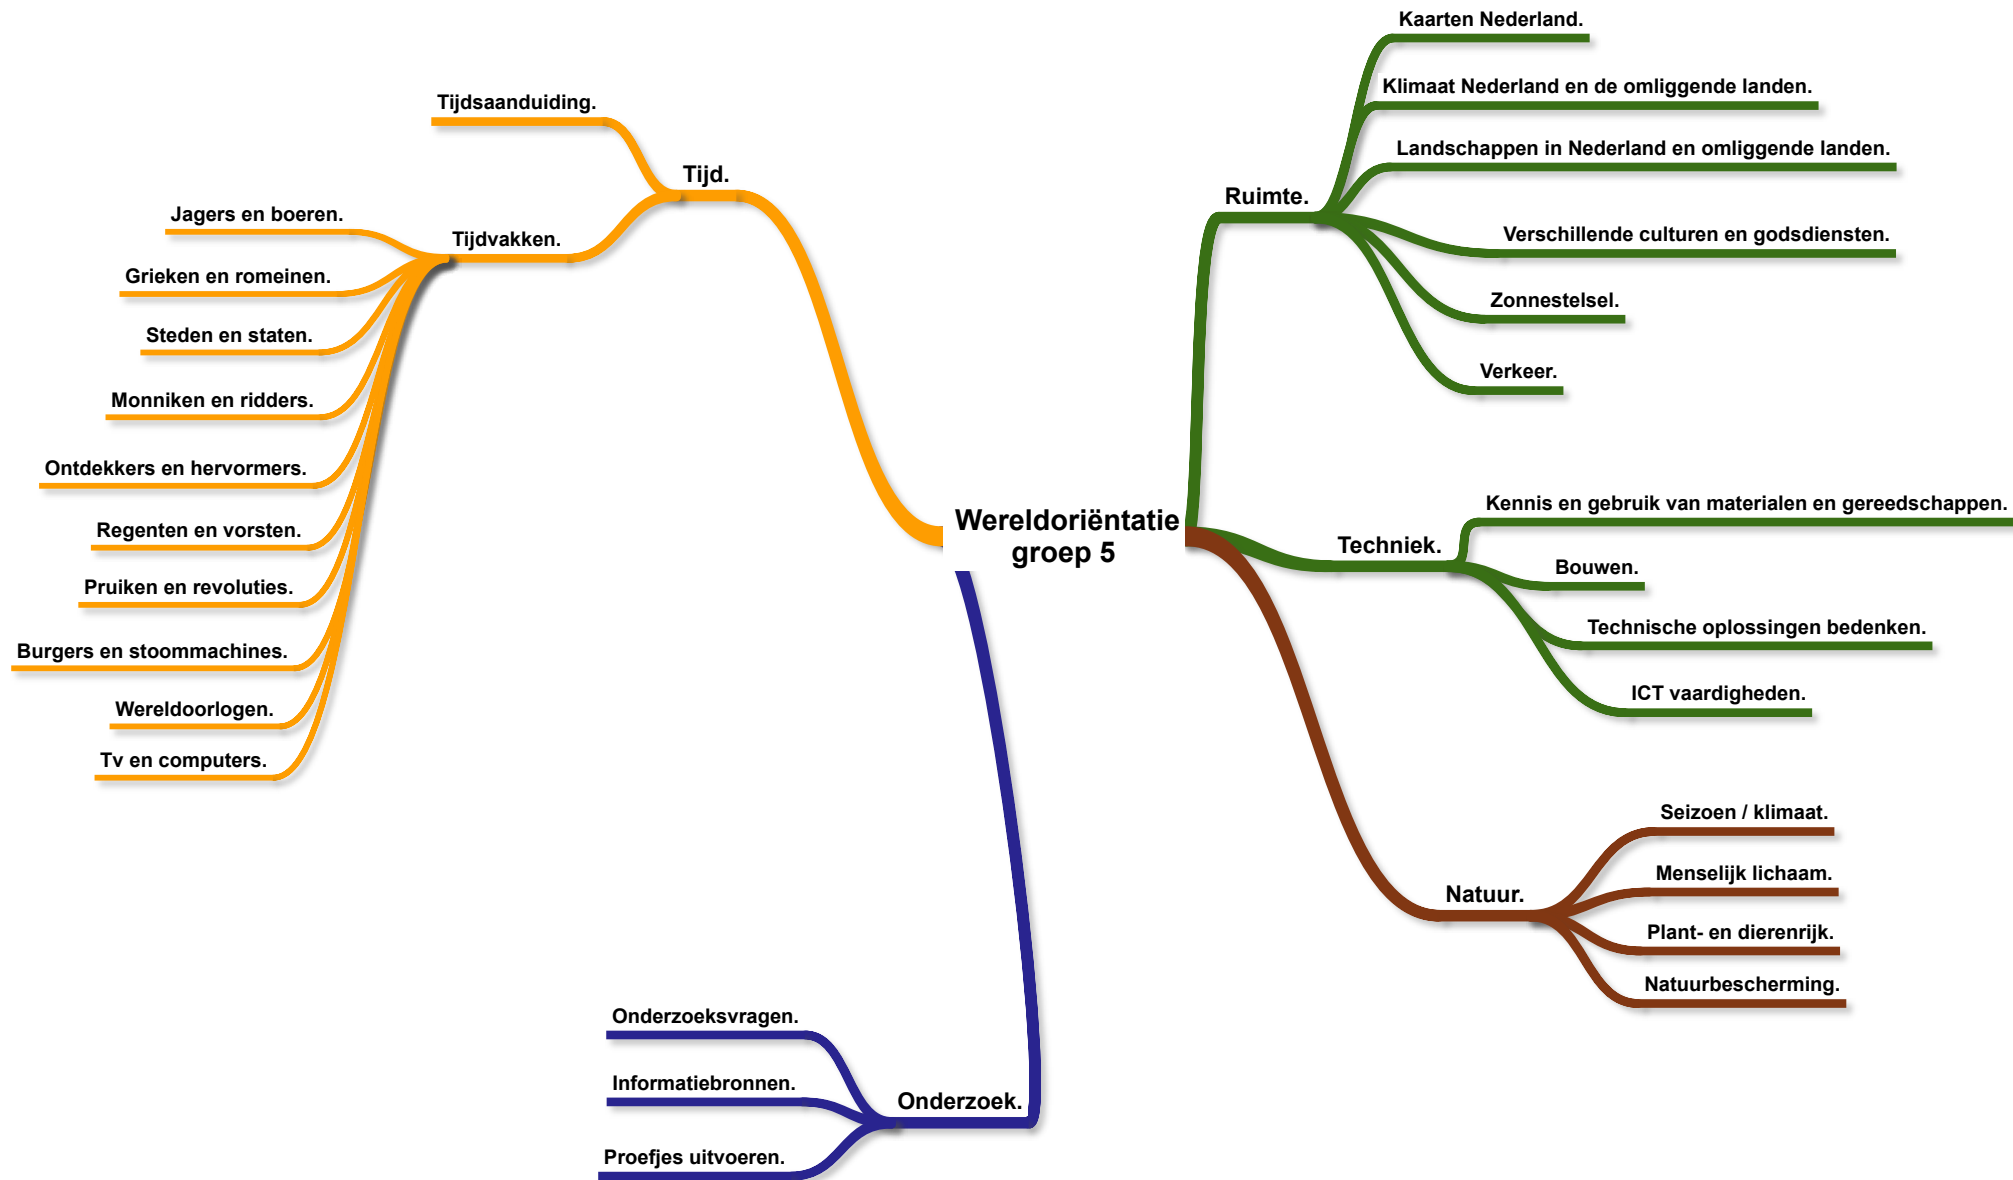 Wereldoriëntatie
groep 5
Tijd.
Tijdsaanduiding.
Tijdvakken.
Jagers en boeren.
Grieken en romeinen.
Steden en staten.
Monniken en ridders.
Ontdekkers en hervormers.
Regenten en vorsten.
Pruiken en revoluties.
Burgers en stoommachines.
Wereldoorlogen.
Tv en computers.
Ruimte.
Kaarten Nederland.
Klimaat Nederland en de omliggende landen.
Landschappen in Nederland en omliggende landen.
Verschillende culturen en godsdiensten.
Zonnestelsel.
Verkeer.
Techniek.
Kennis en gebruik van materialen en gereedschappen.
Bouwen.
Technische oplossingen bedenken.
ICT vaardigheden.
Natuur.
Seizoen / klimaat.
Menselijk lichaam.
Plant- en dierenrijk.
Natuurbescherming.
Onderzoek.
Onderzoeksvragen.
Informatiebronnen.
Proefjes uitvoeren.